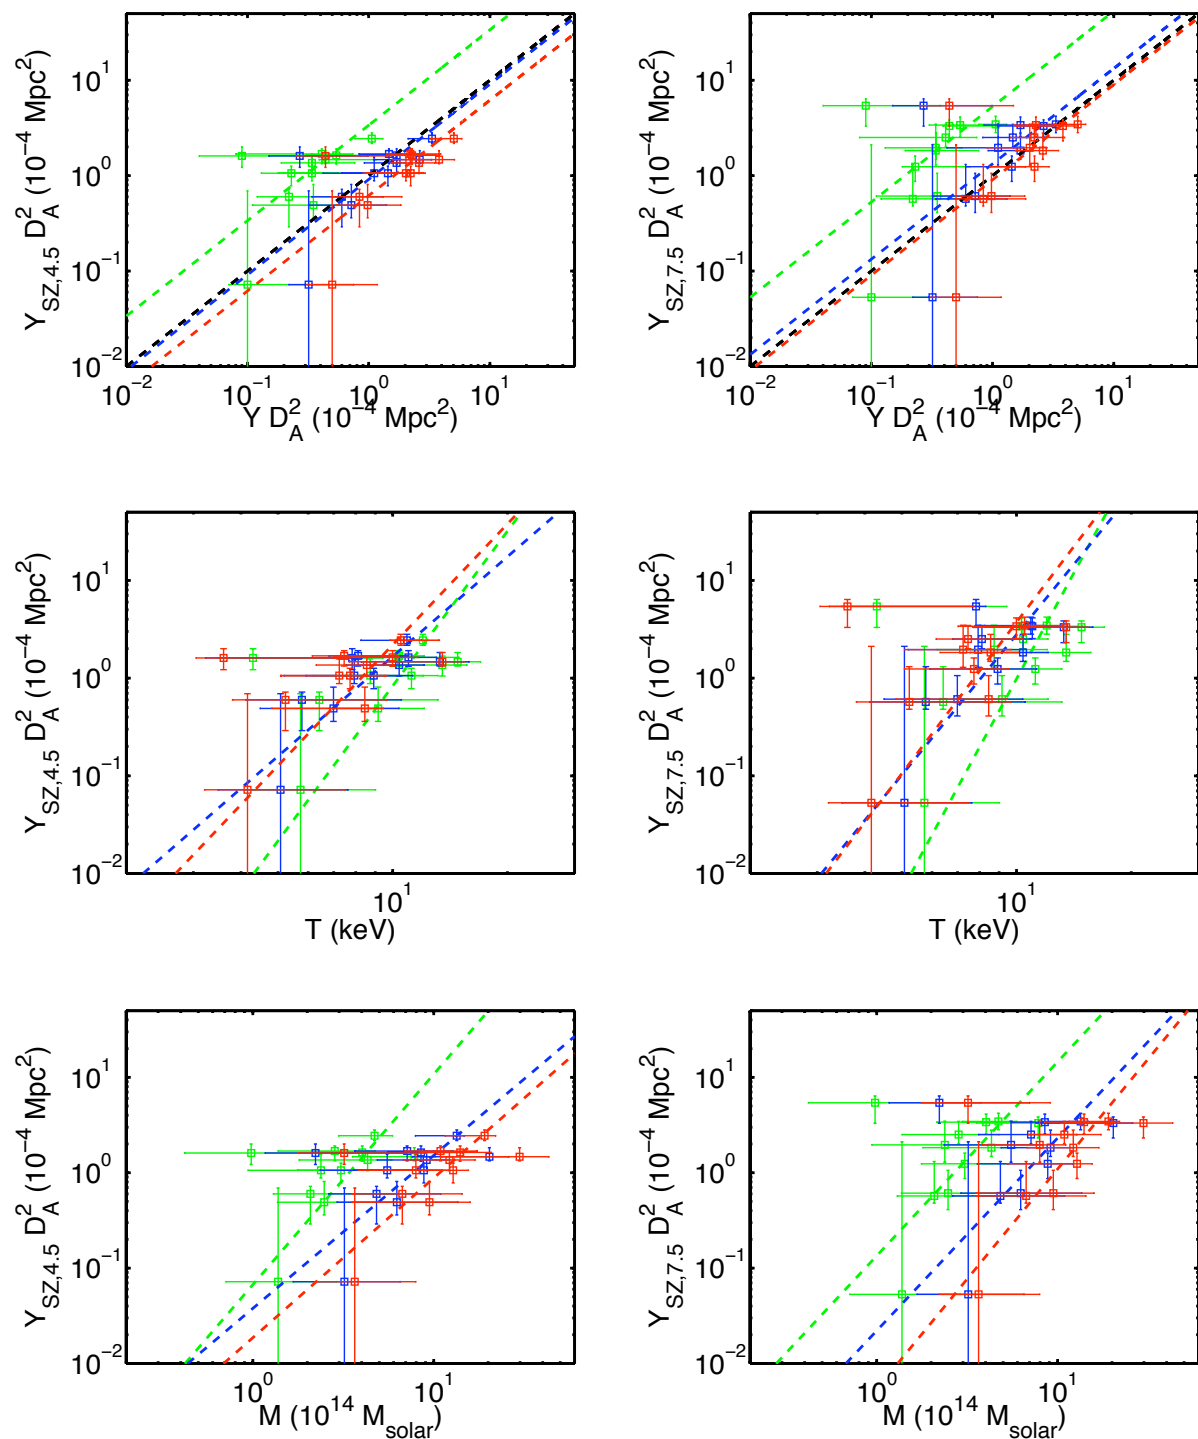 Y_SZ,4.5 D_A^2 (10^−4 Mpc^2)
10^1
10^0
10^−1
10^−2
10^−2 10^−1 10^0 10^1
Y D_A^2 (10^−4 Mpc^2)
Y_SZ,7.5 D_A^2 (10^−4 Mpc^2)
10^1
10^0
10^−1
10^−2
10^−2 10^−1 10^0 10^1
Y D_A^2 (10^−4 Mpc^2)
Y_SZ,4.5 D_A^2 (10^−4 Mpc^2)
10^1
10^0
10^−1
10^−2
10^1
T (keV)
Y_SZ,7.5 D_A^2 (10^−4 Mpc^2)
10^1
10^0
10^−1
10^−2
10^1
T (keV)
Y_SZ,4.5 D_A^2 (10^−4 Mpc^2)
10^1
10^0
10^−1
10^−2
10^0 10^1
M (10^14 M_solar)
Y_SZ,7.5 D_A^2 (10^−4 Mpc^2)
10^1
10^0
10^−1
10^−2
10^0 10^1
M (10^14 M_solar)